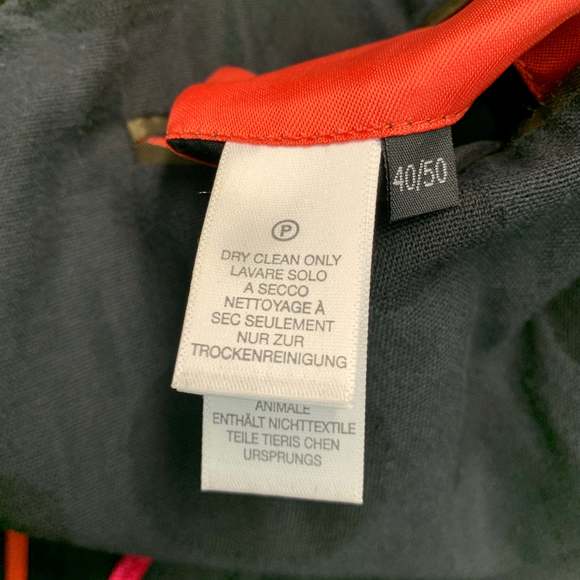 40/50
P
DRY CLEAN ONLY
LAVARE SOLO
A SECCO
NETTOYAGE À
SEC SEULEMENT
NUR ZUR
TROCKENREINIGUNG
ANIMALE
ENTHÄLT NICHTTEXTILE
TEILE TIERIS CHEN
URSPRUNGS